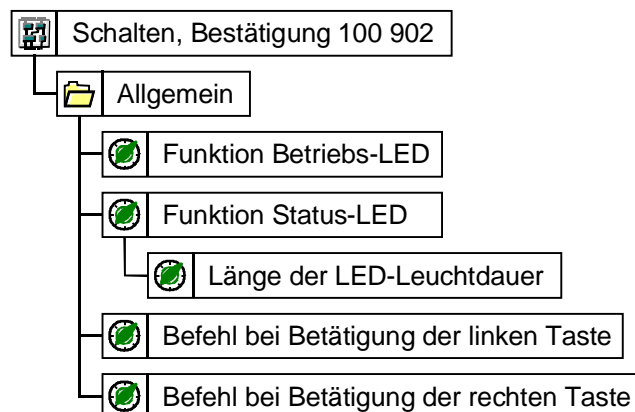 Schalten, Bestätigung 100 902
Allgemein
Funktion Betriebs-LED
Funktion Status-LED
Länge der LED-Leuchtdauer
Befehl bei Betätigung der linken Taste
Befehl bei Betätigung der rechten Taste